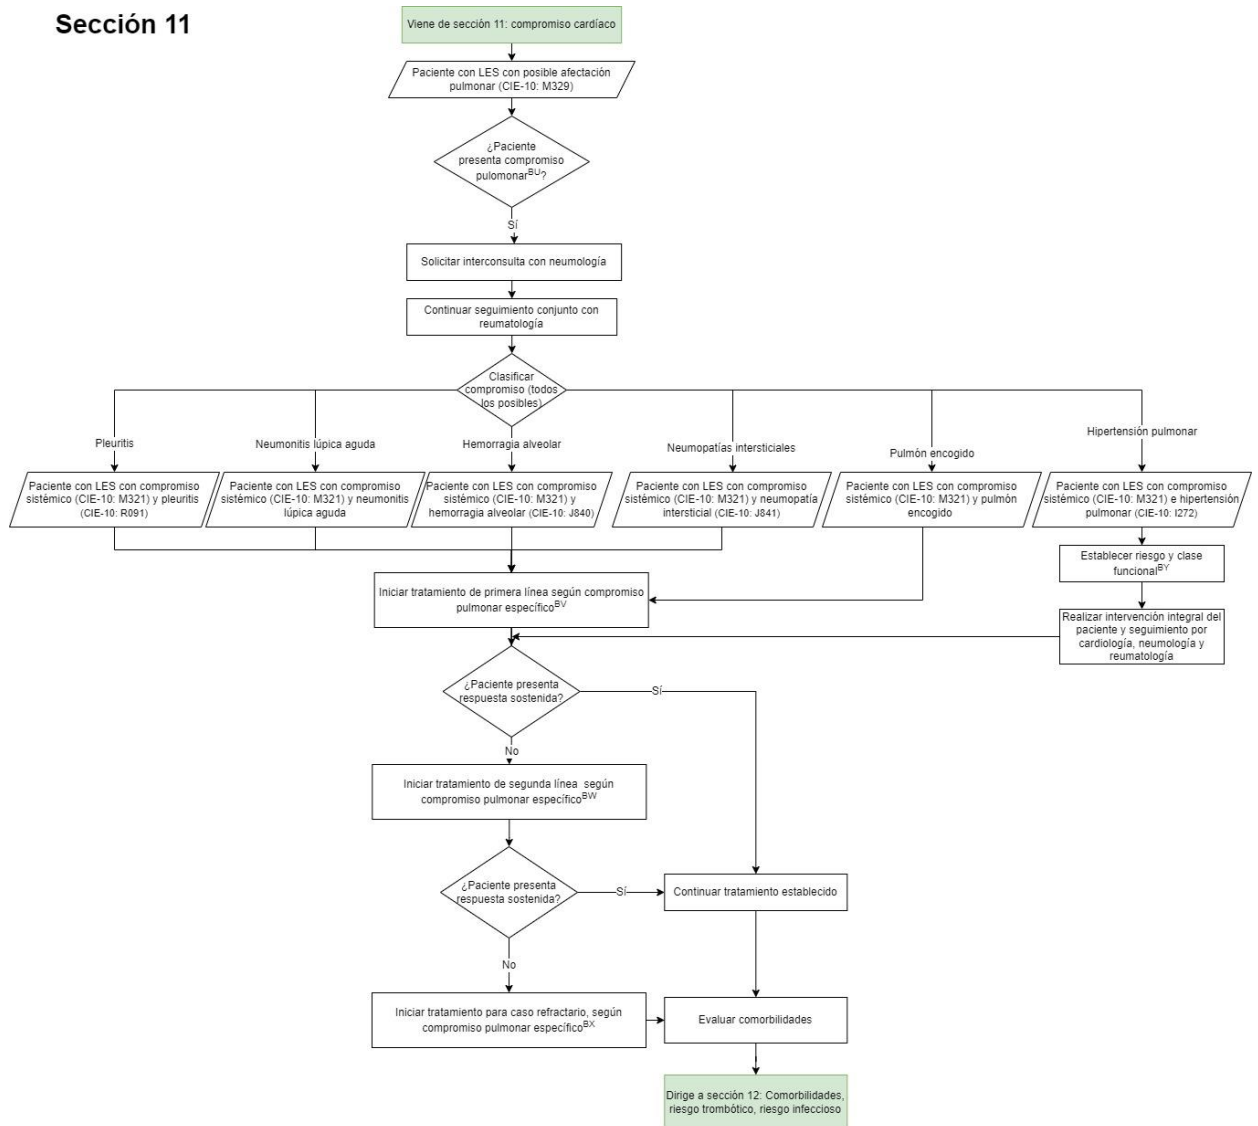 Sección 11
Viene de sección 11: compromiso cardíaco
Paciente con LES con posible afectación
pulmonar (CIE-10: M329)
¿Paciente
presenta compromiso
pulomonarBU?
Sí
Solicitar interconsulta con neumología
Continuar seguimiento conjunto con
reumatología
Clasificar
compromiso (todos
los posibles)
Pleuritis
Neumonitis lúpica aguda
Hemorragia alveolar
Neumopatías intersticiales
Pulmón encogido
Hipertensión pulmonar
Paciente con LES con compromiso
sistémico (CIE-10: M321) y pleuritis
(CIE-10: R091)
Paciente con LES con compromiso
sistémico (CIE-10: M321) y neumonitis
lúpica aguda
Paciente con LES con compromiso
sistémico (CIE-10: M321) y
hemorragia alveolar (CIE-10: J840)
Paciente con LES con compromiso
sistémico (CIE-10: M321) y neumopatía
intersticial (CIE-10: J841)
Paciente con LES con compromiso
sistémico (CIE-10: M321) y pulmón
encogido
Paciente con LES con compromiso
sistémico (CIE-10: M321) e hipertensión
pulmonar (CIE-10: I272)
Establecer riesgo y clase
funcionalBY
Iniciar tratamiento de primera línea según compromiso
pulmonar específicoBV
Realizar intervención integral del
paciente y seguimiento por
cardiología, neumología y
reumatología
¿Paciente presenta
respuesta sostenida?
Sí
No
Iniciar tratamiento de segunda línea según
compromiso pulmonar específicoBW
¿Paciente presenta
respuesta sostenida?
Sí
Continuar tratamiento establecido
No
Iniciar tratamiento para caso refractario, según
compromiso pulmonar específicoBX
Evaluar comorbilidades
Dirige a sección 12: Comorbilidades,
riesgo trombótico, riesgo infeccioso